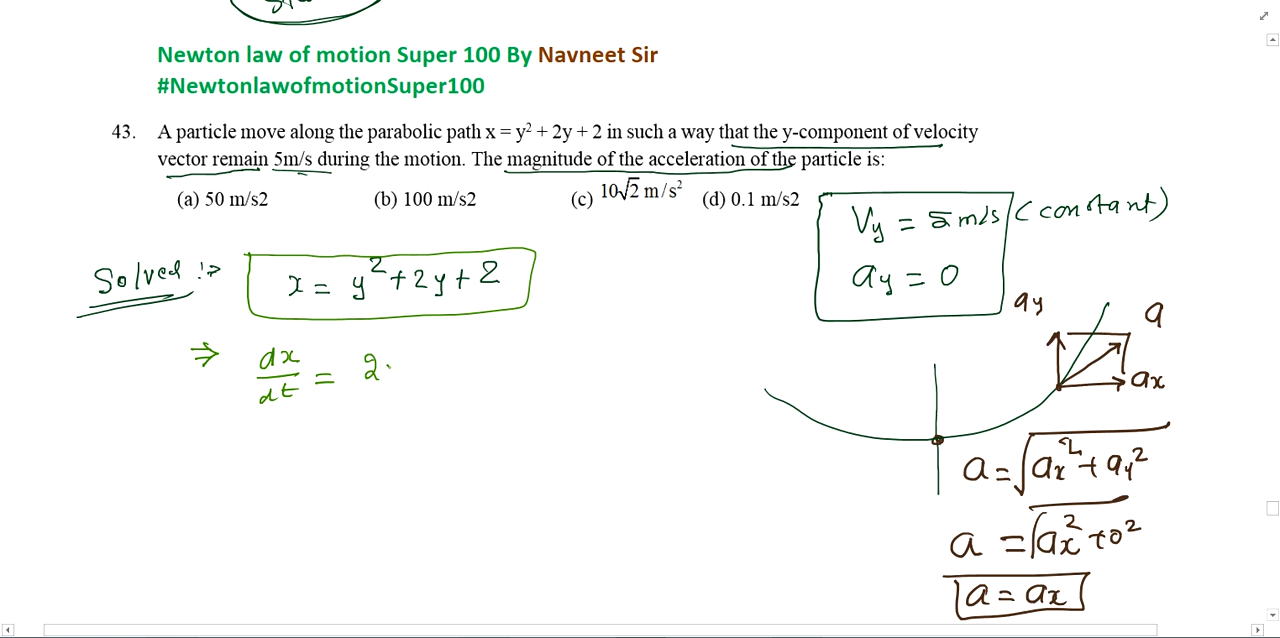 Newton law of motion Super 100 By Navneet Sir
#NewtonlawofmotionSuper100
43. A particle move along the parabolic path x = y² + 2y + 2 in such a way that the y-component of velocity
vector remain 5m/s during the motion. The magnitude of the acceleration of the particle is:
(a) 50 m/s2 (b) 100 m/s2 (c) 10√2 m/s² (d) 0.1 m/s2
Vy = 5m/s (constant)
ay = 0
Solved :→
x = y² + 2y + 2
⇒ dx/dt = 2.
ay
a
ax
a = √ax² + ay²
a = √ax² + 0²
a = ax